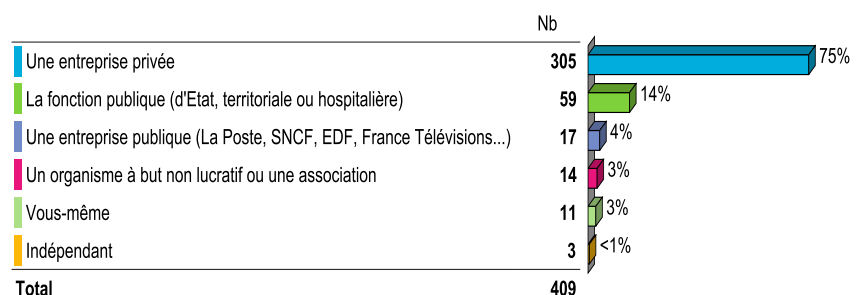 Nb
Une entreprise privée 305 75%
La fonction publique (d'Etat, territoriale ou hospitalière) 59 14%
Une entreprise publique (La Poste, SNCF, EDF, France Télévisions...) 17 4%
Un organisme à but non lucratif ou une association 14 3%
Vous-même 11 3%
Indépendant 3 <1%
Total 409